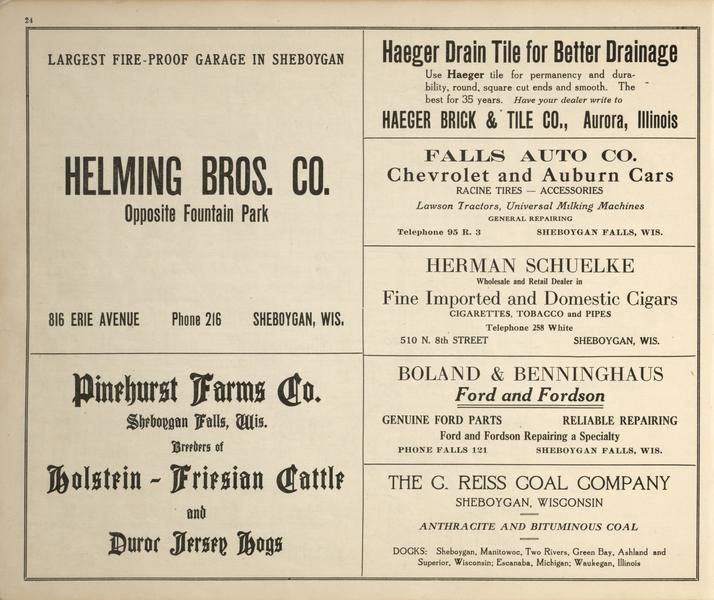 24
LARGEST FIRE-PROOF GARAGE IN SHEBOYGAN
HELMING BROS. CO.
Opposite Fountain Park
816 ERIE AVENUE Phone 216 SHEBOYGAN, WIS.
Pinehurst Farms Co.
Sheboygan Falls, Wis.
Breeders of
Holstein - Friesian Cattle
and
Duroc Jersey Hogs
Haeger Drain Tile for Better Drainage
Use Haeger tile for permanency and dura-
bility, round, square cut ends and smooth. The
best for 35 years. Have your dealer write to
HAEGER BRICK & TILE CO., Aurora, Illinois
FALLS AUTO CO.
Chevrolet and Auburn Cars
RACINE TIRES — ACCESSORIES
Lawson Tractors, Universal Milking Machines
GENERAL REPAIRING
Telephone 95 R. 3 SHEBOYGAN FALLS, WIS.
HERMAN SCHUELKE
Wholesale and Retail Dealer in
Fine Imported and Domestic Cigars
CIGARETTES, TOBACCO and PIPES
Telephone 258 White
510 N. 8th STREET SHEBOYGAN, WIS.
BOLAND & BENNINGHAUS
Ford and Fordson
GENUINE FORD PARTS RELIABLE REPAIRING
Ford and Fordson Repairing a Specialty
PHONE FALLS 121 SHEBOYGAN FALLS, WIS.
THE C. REISS COAL COMPANY
SHEBOYGAN, WISCONSIN
ANTHRACITE AND BITUMINOUS COAL
DOCKS: Sheboygan, Manitowoc, Two Rivers, Green Bay, Ashland and
Superior, Wisconsin; Escanaba, Michigan; Waukegan, Illinois